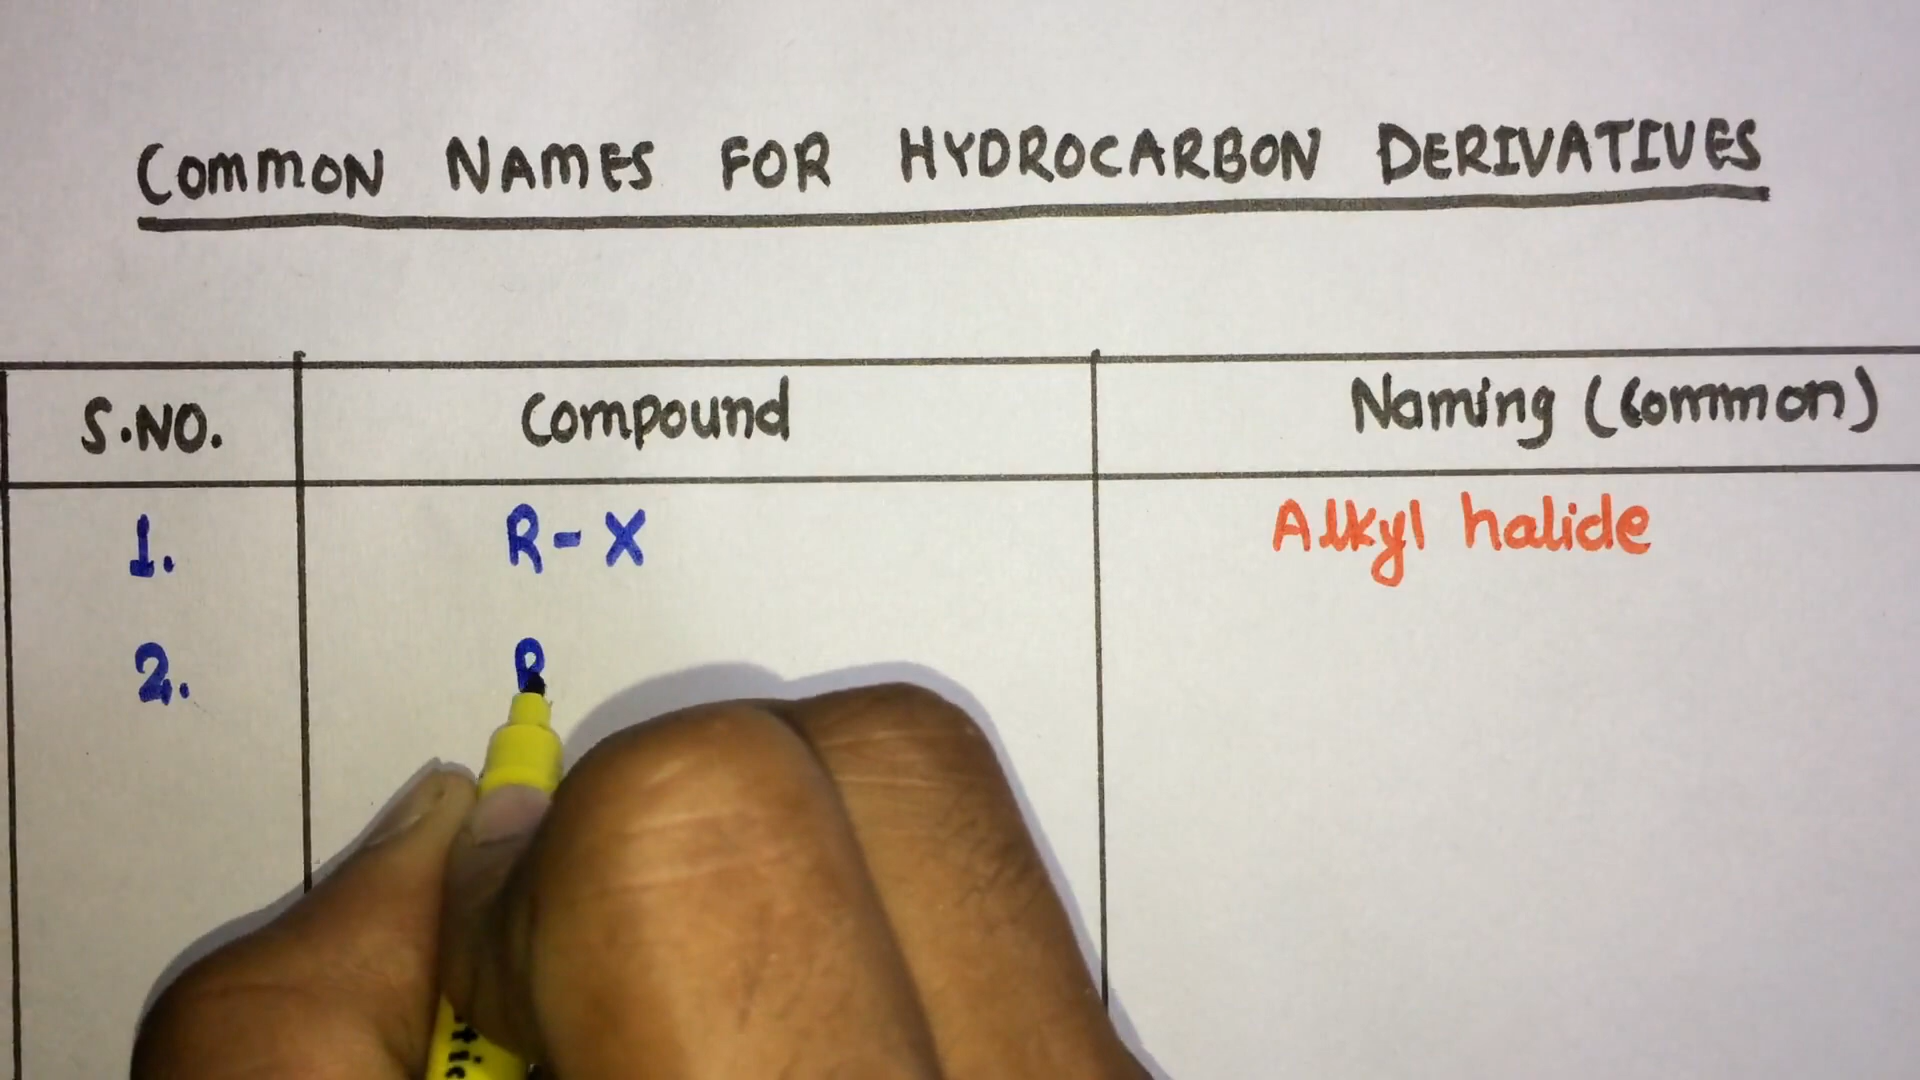 COMMON NAMES FOR HYDROCARBON DERIVATIVES
S.NO. Compound Naming (Common)
1. R-X Alkyl halide
2. R